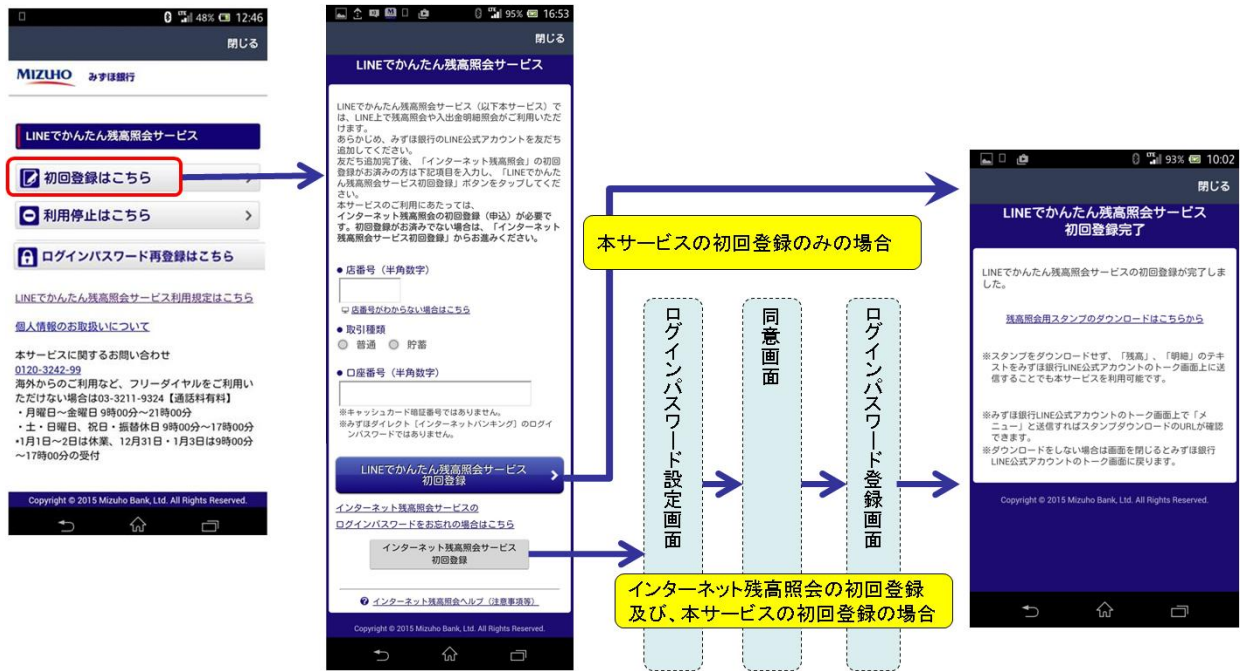 48% 12:46
閉じる
MIZUHO みずほ銀行
LINEでかんたん残高照会サービス
初回登録はこちら
利用停止はこちら
ログインパスワード再登録はこちら
LINEでかんたん残高照会サービス利用規定はこちら
個人情報のお取扱いについて
本サービスに関するお問い合わせ
0120-3242-99
海外からのご利用など、フリーダイヤルをご利用い
ただけない場合は03-3211-9324【通話料有料】
・月曜日～金曜日 9時00分～21時00分
・土・日曜日、祝日・振替休日 9時00分～17時00分
•1月1日～2日は休業、12月31日・1月3日は9時00分
～17時00分の受付
Copyright © 2015 Mizuho Bank, Ltd. All Rights Reserved.
95% 16:53
閉じる
LINEでかんたん残高照会サービス
LINEでかんたん残高照会サービス（以下本サービス）で
は、LINE上で残高照会や入出金明細照会がご利用いただ
けます。
あらかじめ、みずほ銀行のLINE公式アカウントを友だち
追加してください。
友だち追加完了後、「インターネット残高照会」の初回
登録がお済みの方は下記項目を入力し、「LINEでかんた
ん残高照会サービス初回登録」ボタンをタップしてくだ
さい。
本サービスのご利用にあたっては、
インターネット残高照会の初回登録（申込）が必要で
す。初回登録がお済みでない場合は、「インターネット
残高照会サービス初回登録」からお進みください。
● 店番号（半角数字）
店番号がわからない場合はこちら
● 取引種類
普通 貯蓄
● 口座番号（半角数字）
※キャッシュカード暗証番号ではありません。
※みずほダイレクト［インターネットバンキング］のログイ
ンパスワードではありません。
LINEでかんたん残高照会サービス
初回登録
インターネット残高照会サービスの
ログインパスワードをお忘れの場合はこちら
インターネット残高照会サービス
初回登録
インターネット残高照会ヘルプ（注意事項等）
Copyright © 2015 Mizuho Bank, Ltd. All Rights Reserved.
本サービスの初回登録のみの場合
ログインパスワード設定画面
同意画面
ログインパスワード登録画面
インターネット残高照会の初回登録
及び、本サービスの初回登録の場合
93% 10:02
閉じる
LINEでかんたん残高照会サービス
初回登録完了
LINEでかんたん残高照会サービスの初回登録が完了しま
した。
残高照会用スタンプのダウンロードはこちらから
※スタンプをダウンロードせず、「残高」、「明細」のテキ
ストをみずほ銀行LINE公式アカウントのトーク画面上に送
信することでも本サービスを利用可能です。
※みずほ銀行LINE公式アカウントのトーク画面上で「メ
ニュー」と送信すればスタンプダウンロードのURLが確認
できます。
※ダウンロードをしない場合は画面を閉じるとみずほ銀行
LINE公式アカウントのトーク画面に戻ります。
Copyright © 2015 Mizuho Bank, Ltd. All Rights Reserved.